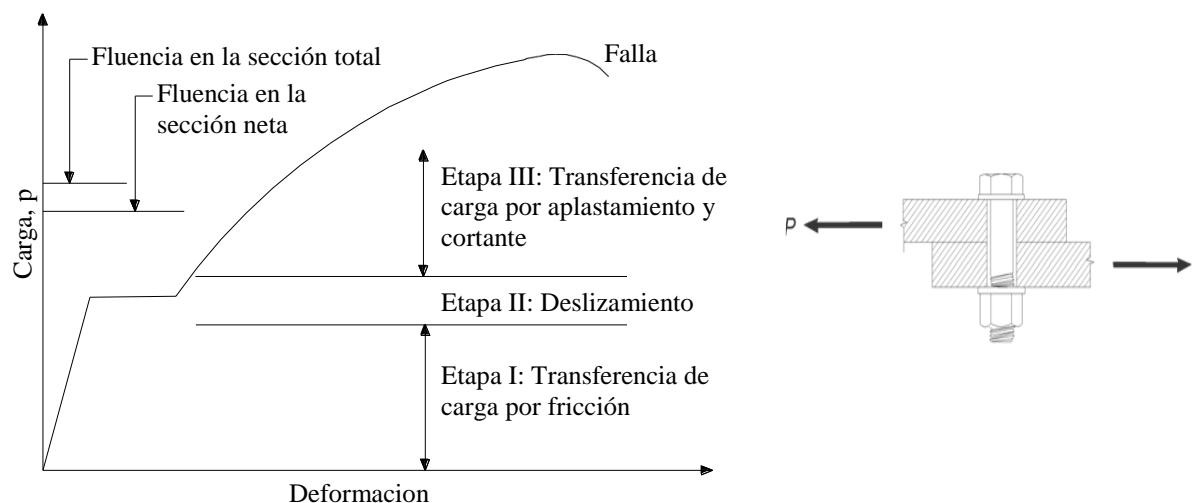 Fluencia en la sección total
Fluencia en la
sección neta
Falla
Carga, p
Etapa III: Transferencia de
carga por aplastamiento y
cortante
Etapa II: Deslizamiento
Etapa I: Transferencia de
carga por fricción
Deformacion
P